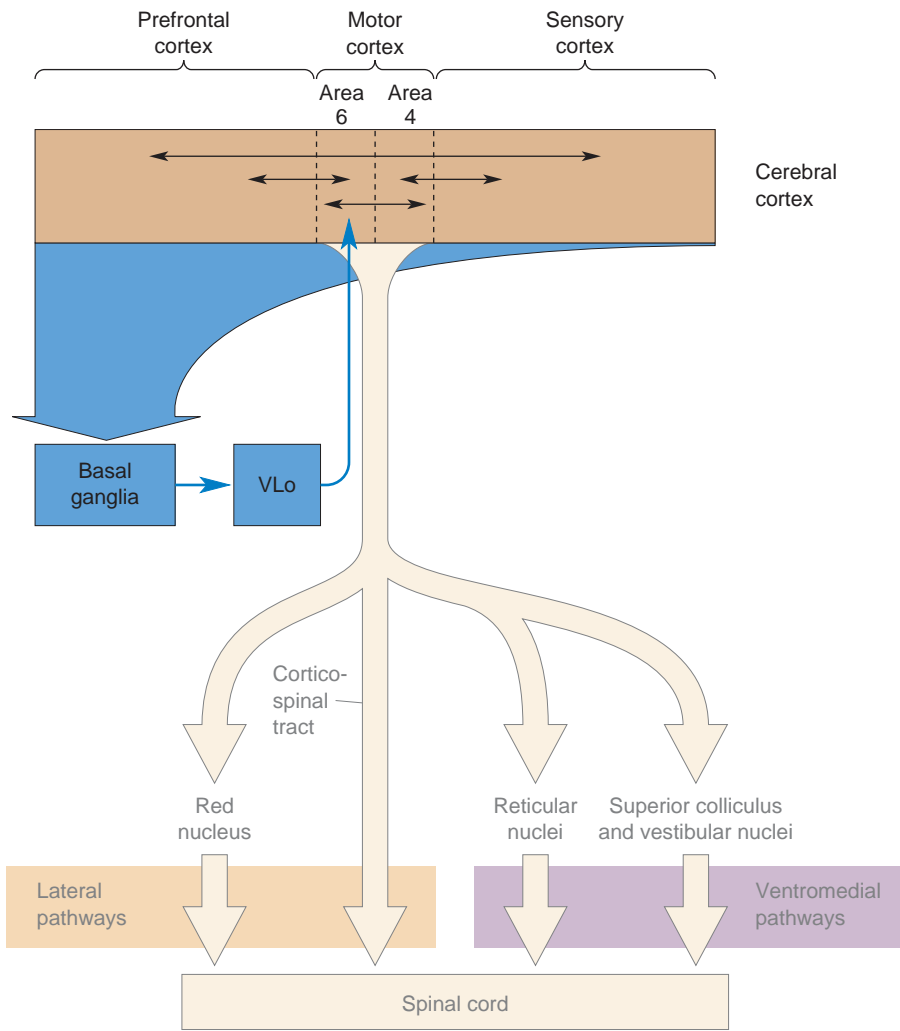 Prefrontal
cortex
Motor
cortex
Sensory
cortex
Area
6
Area
4
Cerebral
cortex
Basal
ganglia
VLo
Cortico-
spinal
tract
Red
nucleus
Reticular
nuclei
Superior colliculus
and vestibular nuclei
Lateral
pathways
Ventromedial
pathways
Spinal cord